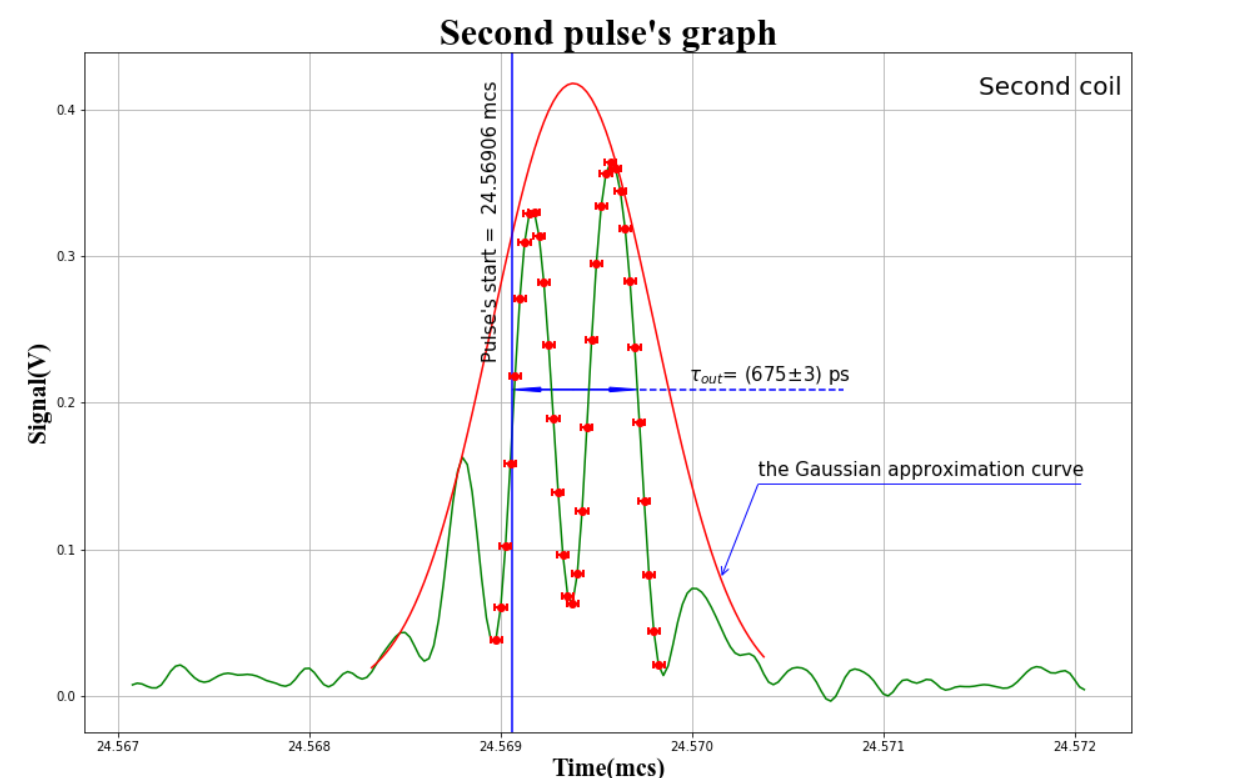 Second pulse's graph
Second coil
Pulse's start =  24.56906 mcs
Signal(V)
0.4
0.3
0.2
0.1
0.0
τout= (675±3) ps
the Gaussian approximation curve
24.567 24.568 24.569 24.570 24.571 24.572
Time(mcs)